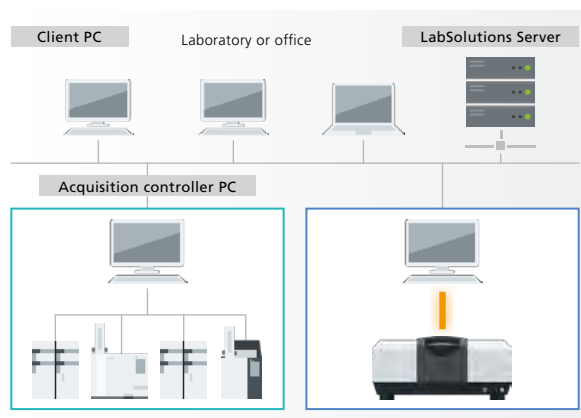 Client PC
Laboratory or office
LabSolutions Server
Acquisition controller PC